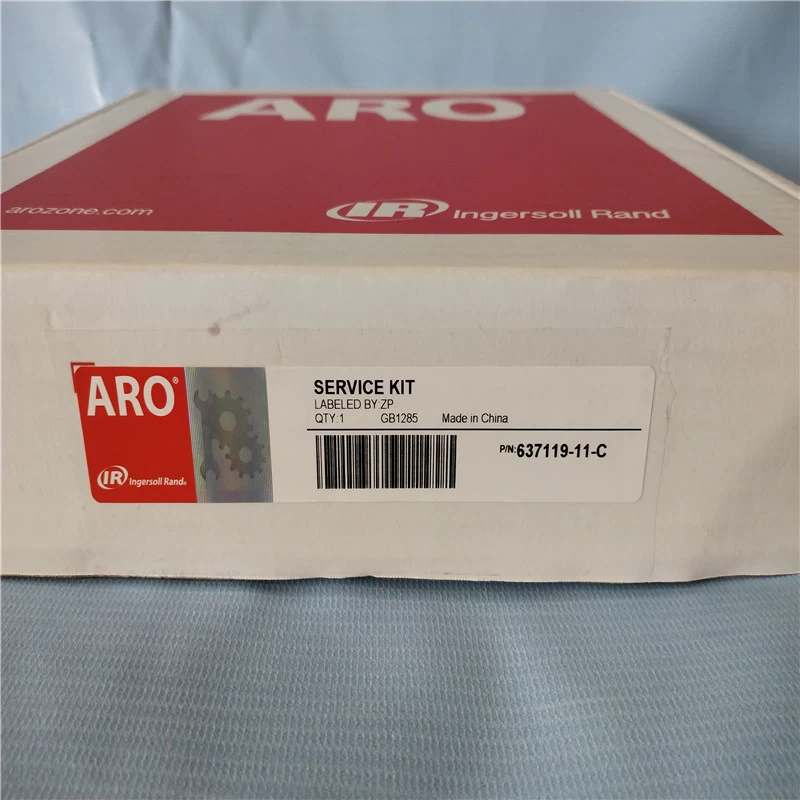 ARO®
arozone.com
IR Ingersoll Rand
ARO®
IR Ingersoll Rand®
SERVICE KIT
LABELED BY:ZP
QTY:1 GB1285 Made in China
P/N:637119-11-C